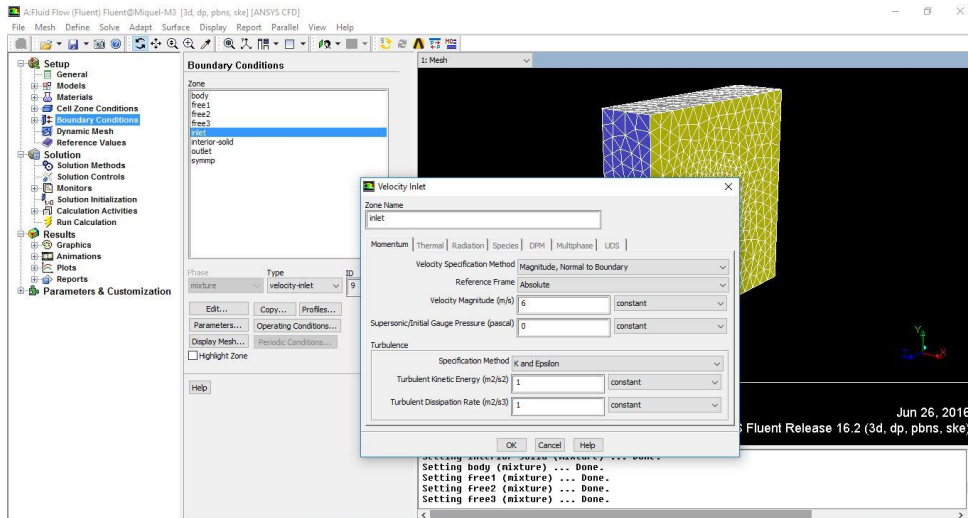 A:Fluid Flow (Fluent) Fluent@Miquel-M3 [3d, dp, pbns, ske] [ANSYS CFD]
File Mesh Define Solve Adapt Surface Display Report Parallel View Help
Setup
General
Models
Materials
Cell Zone Conditions
Boundary Conditions
Dynamic Mesh
Reference Values
Solution
Solution Methods
Solution Controls
Monitors
Solution Initialization
Calculation Activities
Run Calculation
Results
Graphics
Animations
Plots
Reports
Parameters & Customization
Boundary Conditions
Zone
body
free1
free2
free3
inlet
interior-solid
outlet
symmp
Phase Type ID
mixture velocity-inlet 9
Edit... Copy... Profiles...
Parameters... Operating Conditions...
Display Mesh... Periodic Conditions...
Highlight Zone
Help
1: Mesh
Velocity Inlet
Zone Name
inlet
Momentum Thermal Radiation Species DPM Multiphase UDS
Velocity Specification Method Magnitude, Normal to Boundary
Reference Frame Absolute
Velocity Magnitude (m/s) 6 constant
Supersonic/Initial Gauge Pressure (pascal) 0 constant
Turbulence
Specification Method K and Epsilon
Turbulent Kinetic Energy (m2/s2) 1 constant
Turbulent Dissipation Rate (m2/s3) 1 constant
OK Cancel Help
Y
Z X
Jun 26, 2016
Fluent Release 16.2 (3d, dp, pbns, ske)
Setting body (mixture) ... Done.
Setting free1 (mixture) ... Done.
Setting free2 (mixture) ... Done.
Setting free3 (mixture) ... Done.